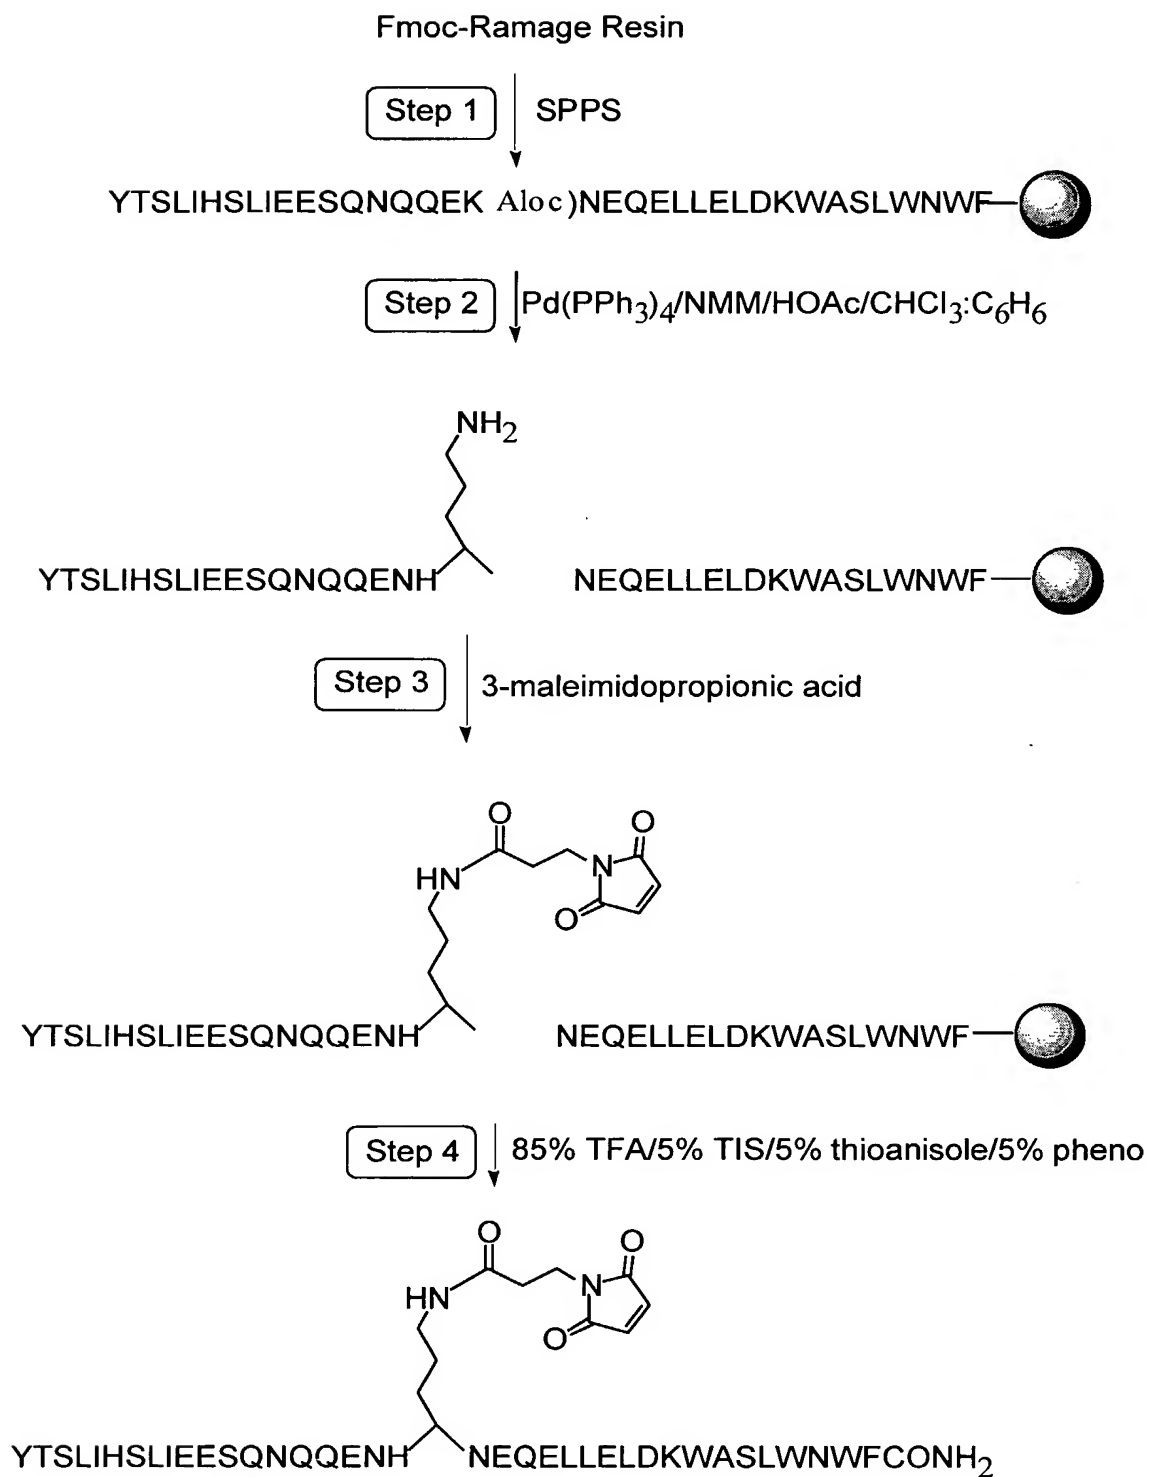 Fmoc-Ramage Resin
Step 1 SPPS
YTSLIHSLIEESQNQQEK Aloc)NEQELLELDKWASLWNWF
Step 2 Pd(PPh3)4/NMM/HOAc/CHCl3:C6H6
NH2
YTSLIHSLIEESQNQQENH NEQELLELDKWASLWNWF
Step 3 3-maleimidopropionic acid
O
O
HN
N
O
YTSLIHSLIEESQNQQENH NEQELLELDKWASLWNWF
Step 4 85% TFA/5% TIS/5% thioanisole/5% pheno
O
O
HN
N
O
YTSLIHSLIEESQNQQENH NEQELLELDKWASLWNWFCONH2